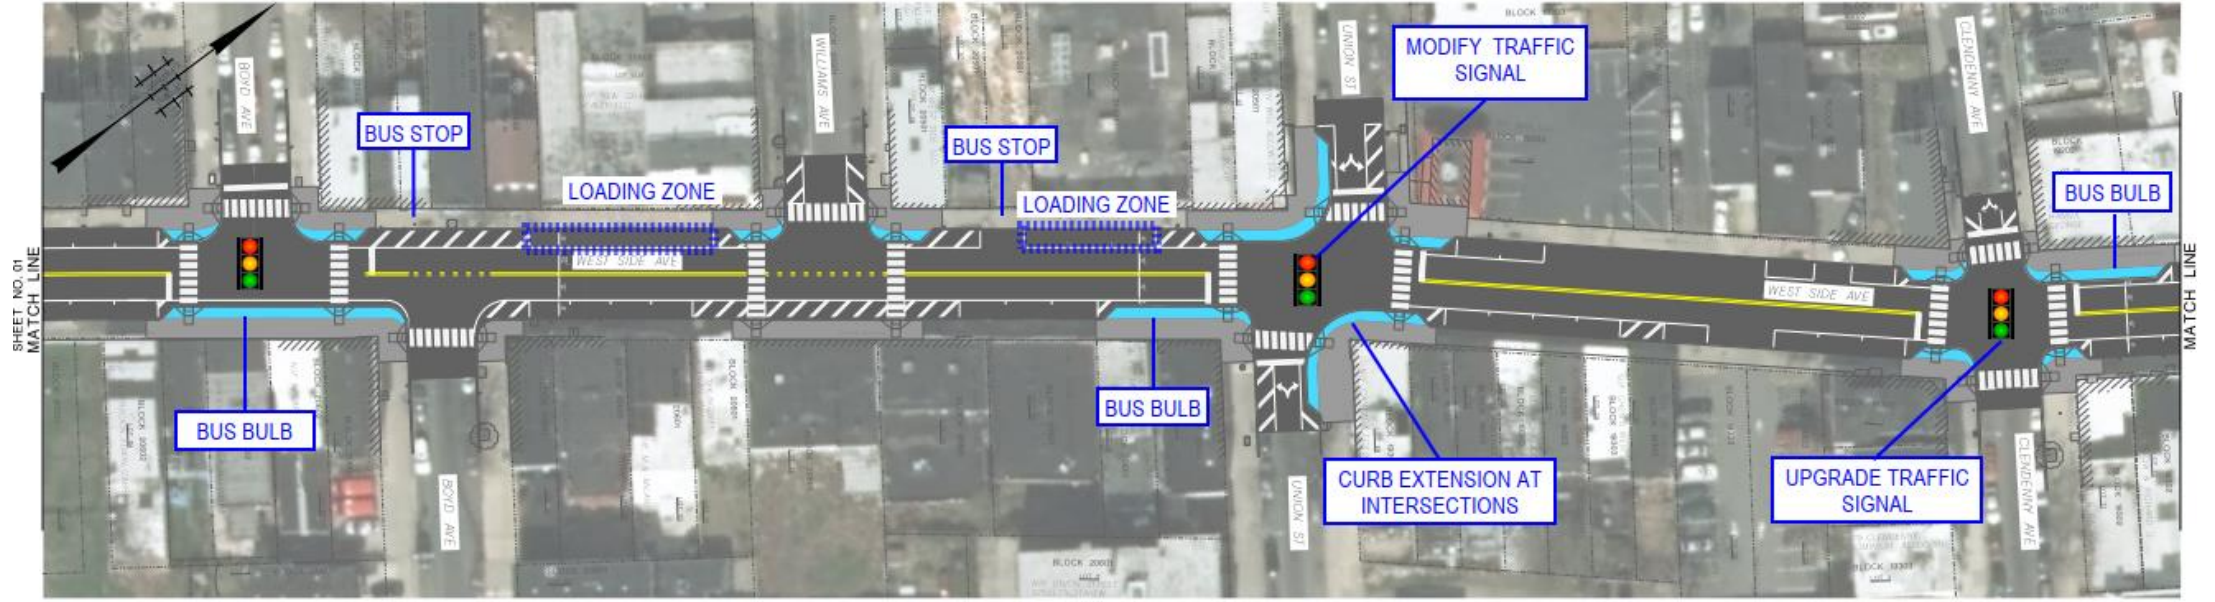 SHEET NO. 01
MATCH LINE
BOYD AVE
BUS STOP
LOADING ZONE
WILLIAMS AVE
BUS STOP
LOADING ZONE
UNION ST
MODIFY TRAFFIC
SIGNAL
CLENDENNY AVE
BUS BULB
MATCH LINE
WEST SIDE AVE
WEST SIDE AVE
BUS BULB
BOYD AVE
BUS BULB
UNION ST
CURB EXTENSION AT
INTERSECTIONS
UPGRADE TRAFFIC
SIGNAL
CLENDENNY AVE
BLOCK 20601